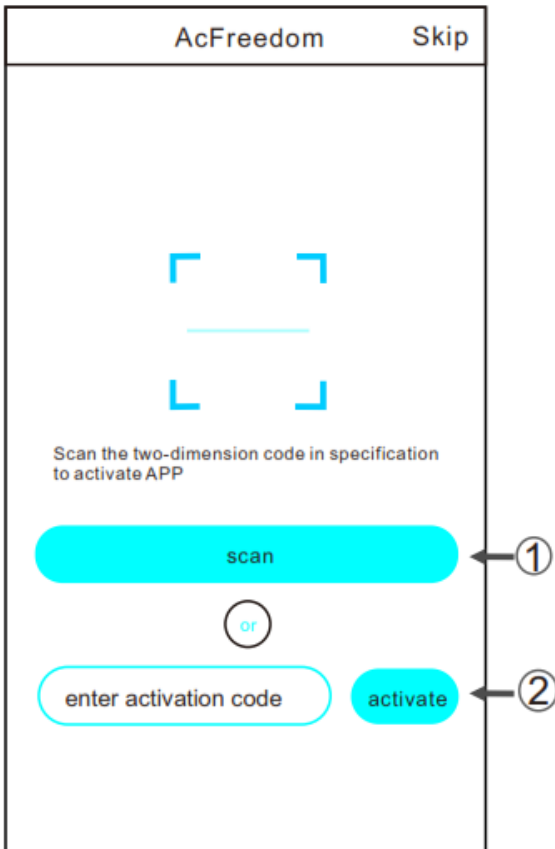 AcFreedom Skip
Scan the two-dimension code in specification
to activate APP
scan ①
or
enter activation code activate ②